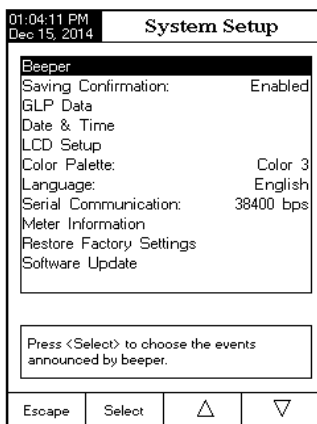 01:04:11 PM
Dec 15, 2014
System Setup
Beeper
Saving Confirmation: Enabled
GLP Data
Date & Time
LCD Setup
Color Palette: Color 3
Language: English
Serial Communication: 38400 bps
Meter Information
Restore Factory Settings
Software Update
Press <Select> to choose the events
announced by beeper.
Escape Select